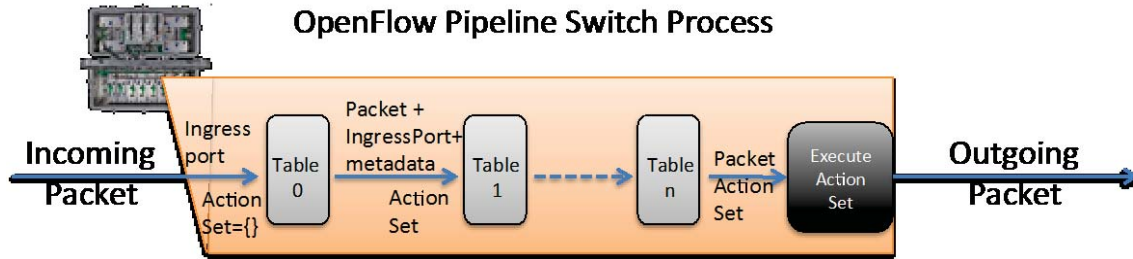 OpenFlow Pipeline Switch Process
Incoming
Packet
Ingress
port
Action
Set={}
Table
0
Packet +
IngressPort+
metadata
Action
Set
Table
1
Table
n
Packet
Action
Set
Execute
Action
Set
Outgoing
Packet